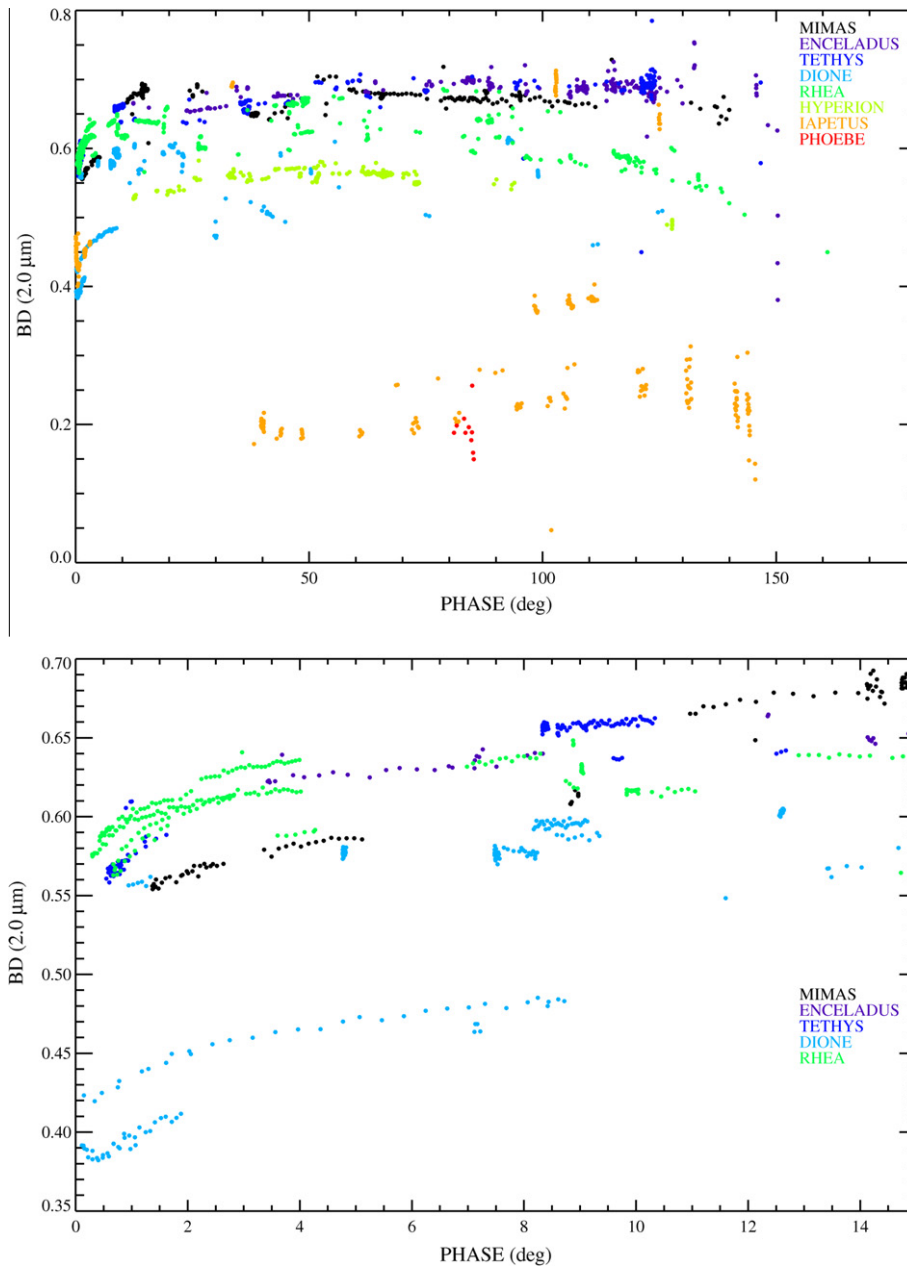 0.8
0.6
0.4
0.2
0.0
BD (2.0 μm)
MIMAS
ENCELADUS
TETHYS
DIONE
RHEA
HYPERION
IAPETUS
PHOEBE
0 50 100 150
PHASE (deg)
0.70
0.65
0.60
0.55
0.50
0.45
0.40
0.35
BD (2.0 μm)
MIMAS
ENCELADUS
TETHYS
DIONE
RHEA
0 2 4 6 8 10 12 14
PHASE (deg)